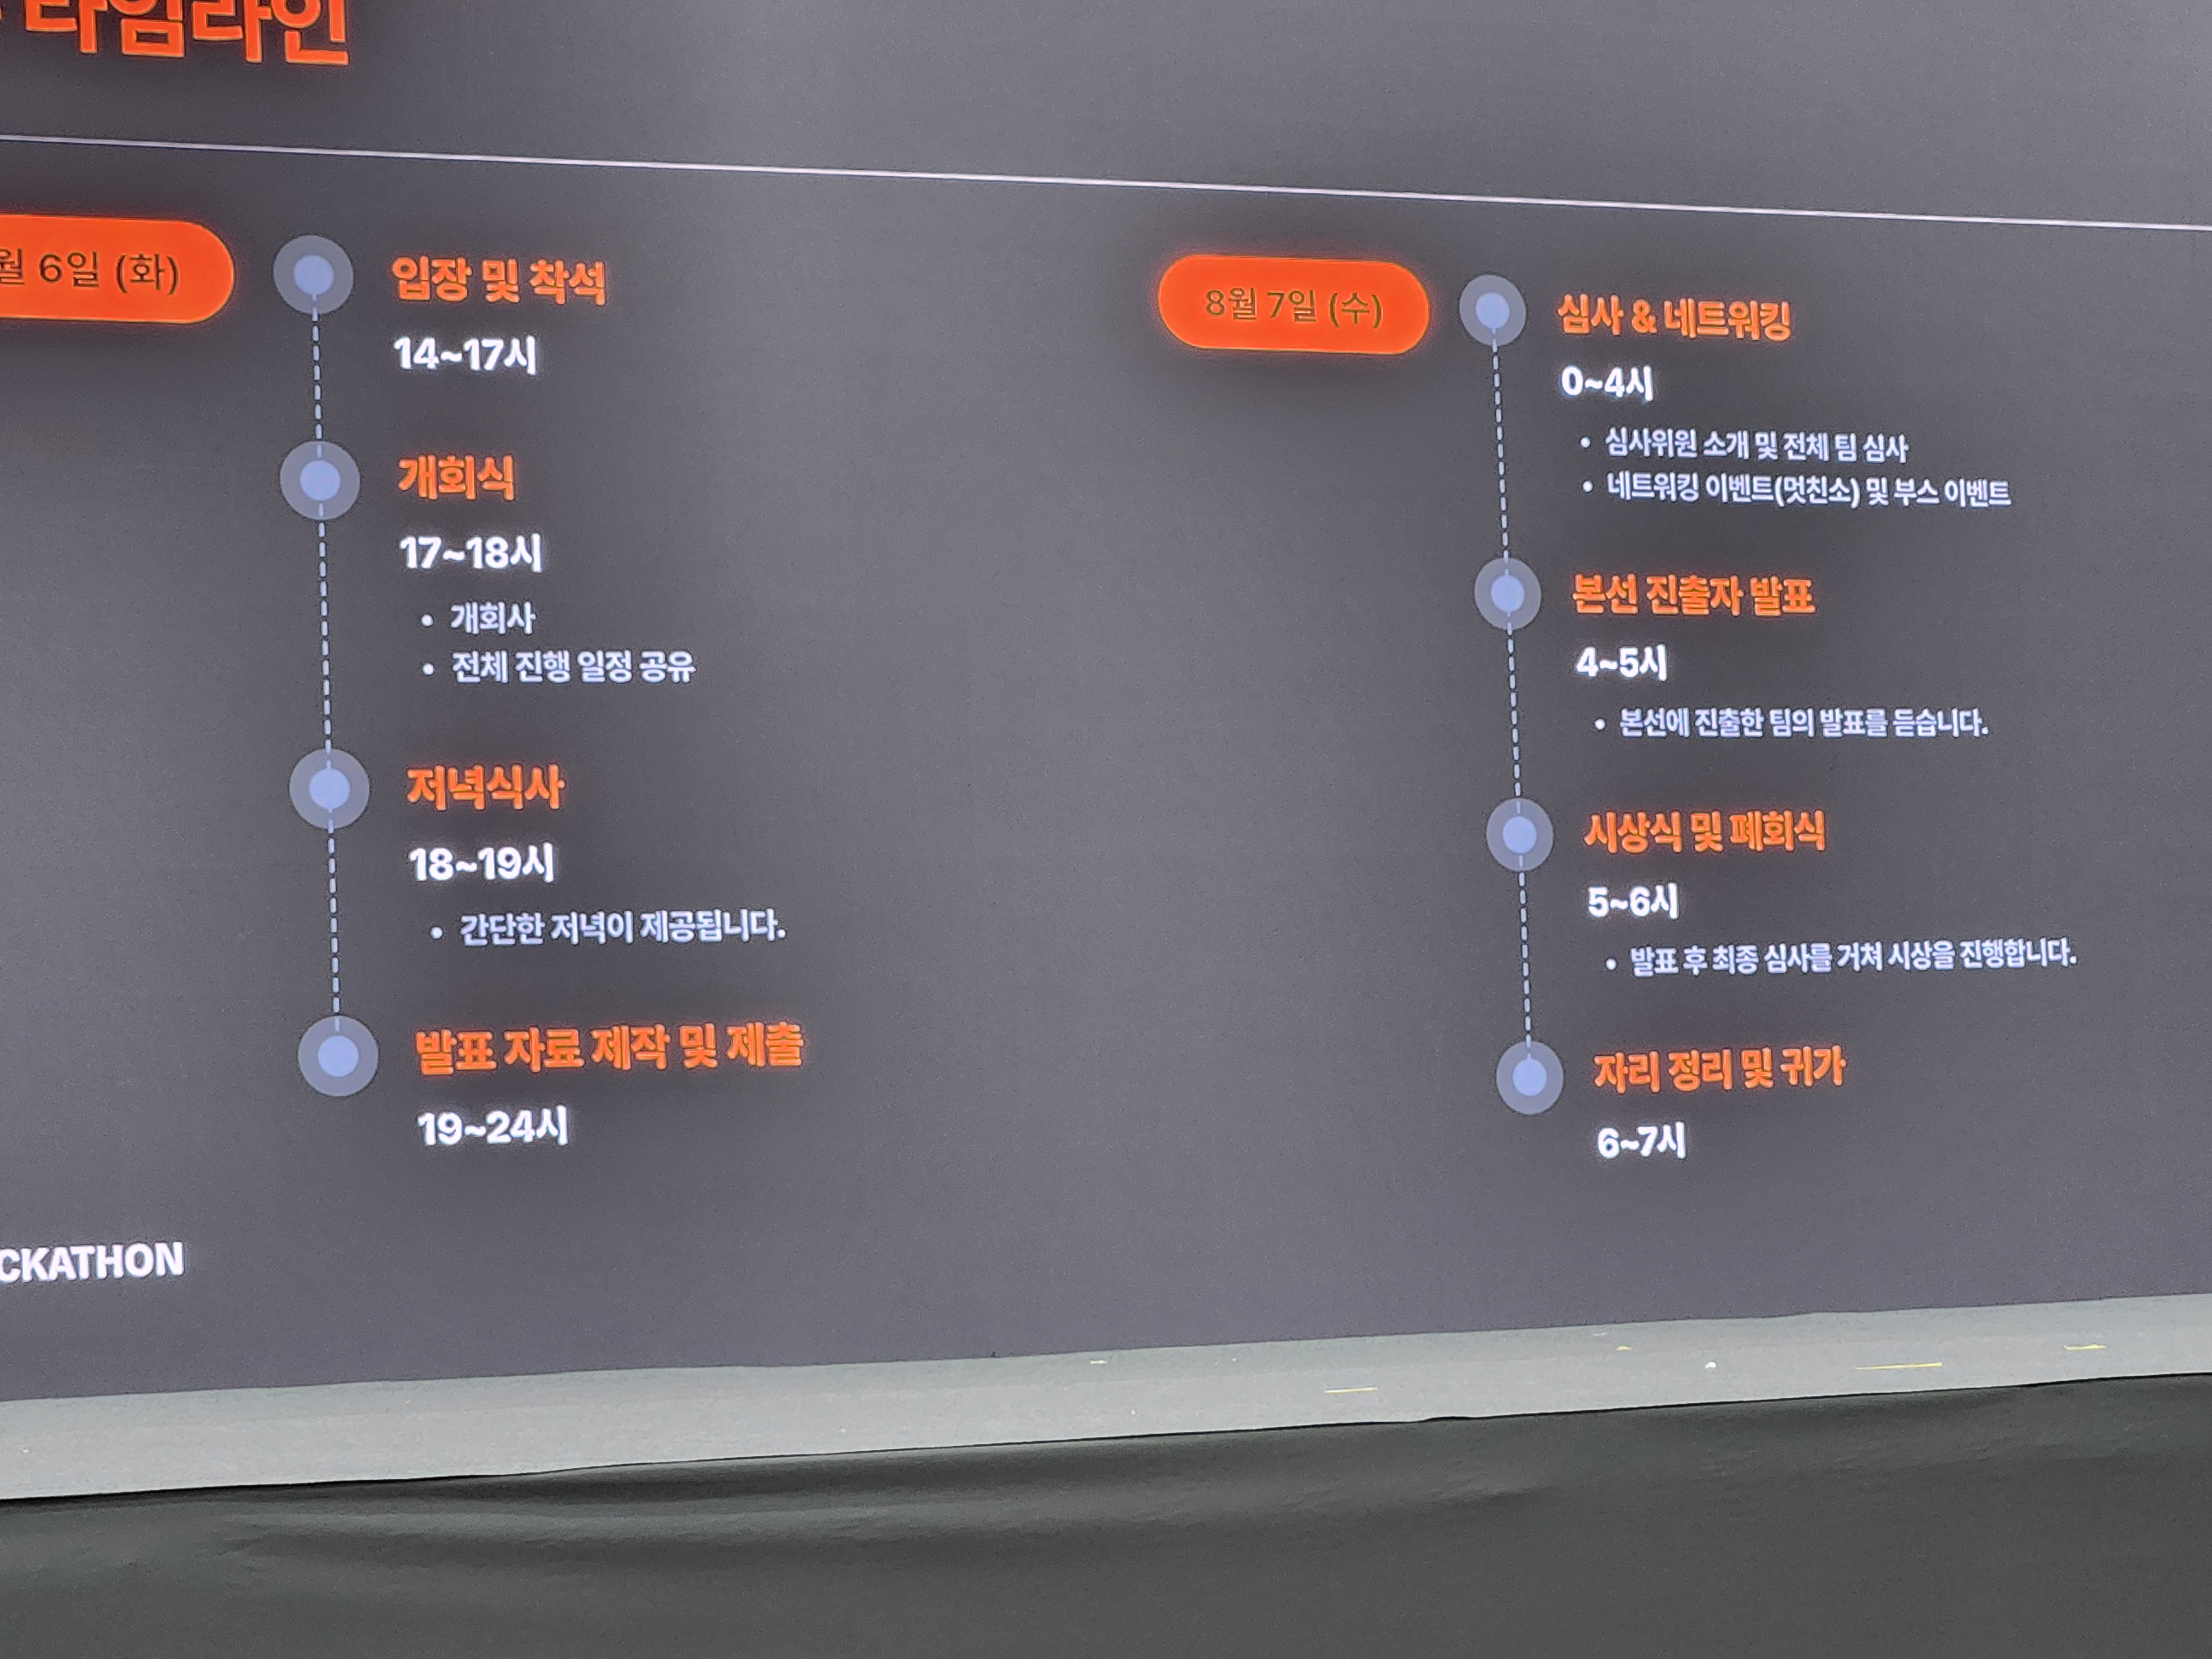 타임라인
월 6일 (화)
입장 및 착석
14~17시
개회식
17~18시
• 개회사
• 전체 진행 일정 공유
저녁식사
18~19시
• 간단한 저녁이 제공됩니다.
발표 자료 제작 및 제출
19~24시
8월 7일 (수)
심사 & 네트워킹
0~4시
• 심사위원 소개 및 전체 팀 심사
• 네트워킹 이벤트(멋친소) 및 부스 이벤트
본선 진출자 발표
4~5시
• 본선에 진출한 팀의 발표를 듣습니다.
시상식 및 폐회식
5~6시
• 발표 후 최종 심사를 거쳐 시상을 진행합니다.
자리 정리 및 귀가
6~7시
CKATHON